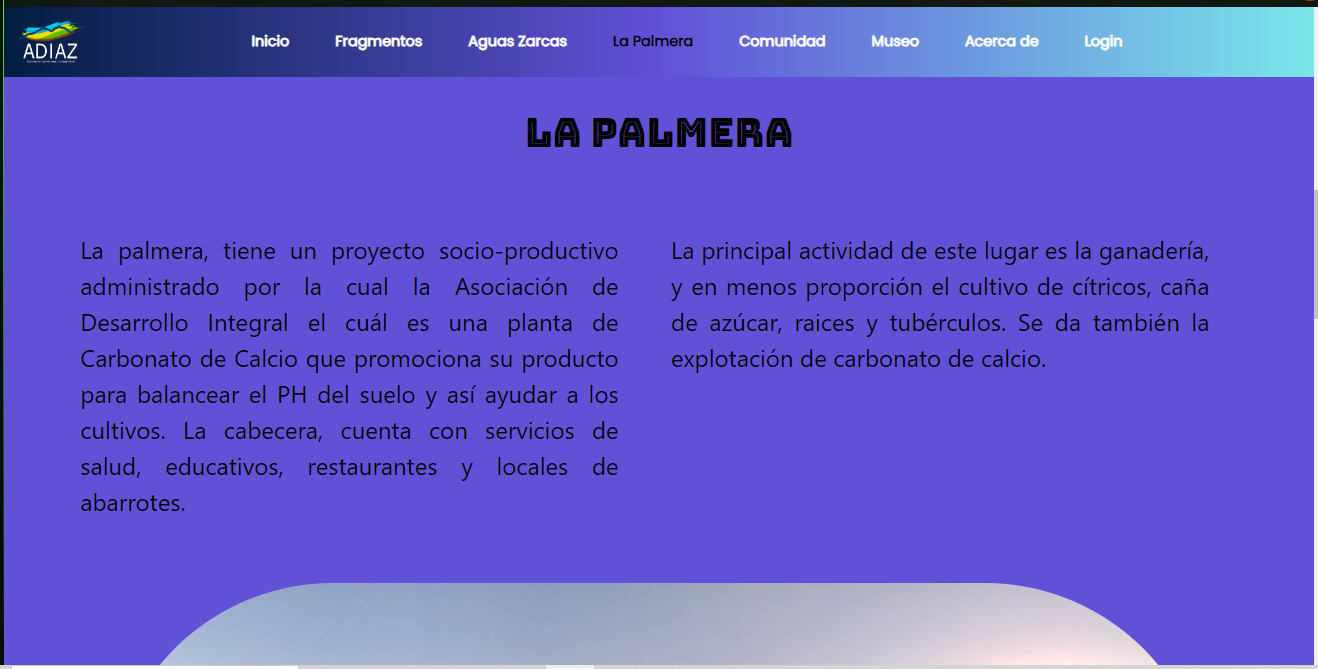 ADIAZ
Inicio Fragmentos Aguas Zarcas La Palmera Comunidad Museo Acerca de Login
LA PALMERA
La palmera, tiene un proyecto socio-productivo
administrado por la cual la Asociación de
Desarrollo Integral el cuál es una planta de
Carbonato de Calcio que promociona su producto
para balancear el PH del suelo y así ayudar a los
cultivos. La cabecera, cuenta con servicios de
salud, educativos, restaurantes y locales de
abarrotes.
La principal actividad de este lugar es la ganadería,
y en menos proporción el cultivo de cítricos, caña
de azúcar, raices y tubérculos. Se da también la
explotación de carbonato de calcio.